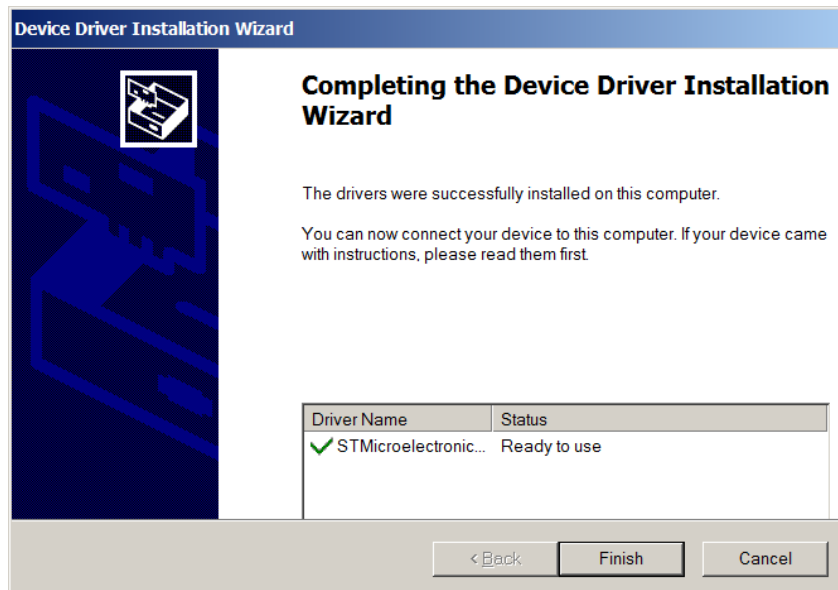 Device Driver Installation Wizard
Completing the Device Driver Installation
Wizard
The drivers were successfully installed on this computer.
You can now connect your device to this computer. If your device came
with instructions, please read them first.
Driver Name Status
STMicroelectronic... Ready to use
< Back Finish Cancel